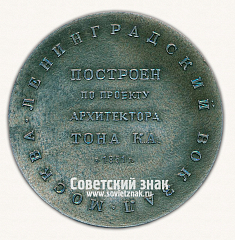 МОСКВА · ЛЕНИНГРАДСКИЙ ВОКЗАЛ ·
ПОСТРОЕН
ПО ПРОЕКТУ
АРХИТЕКТОРА
ТОНА К.А.
Советский знак
www.sovietznak.ru